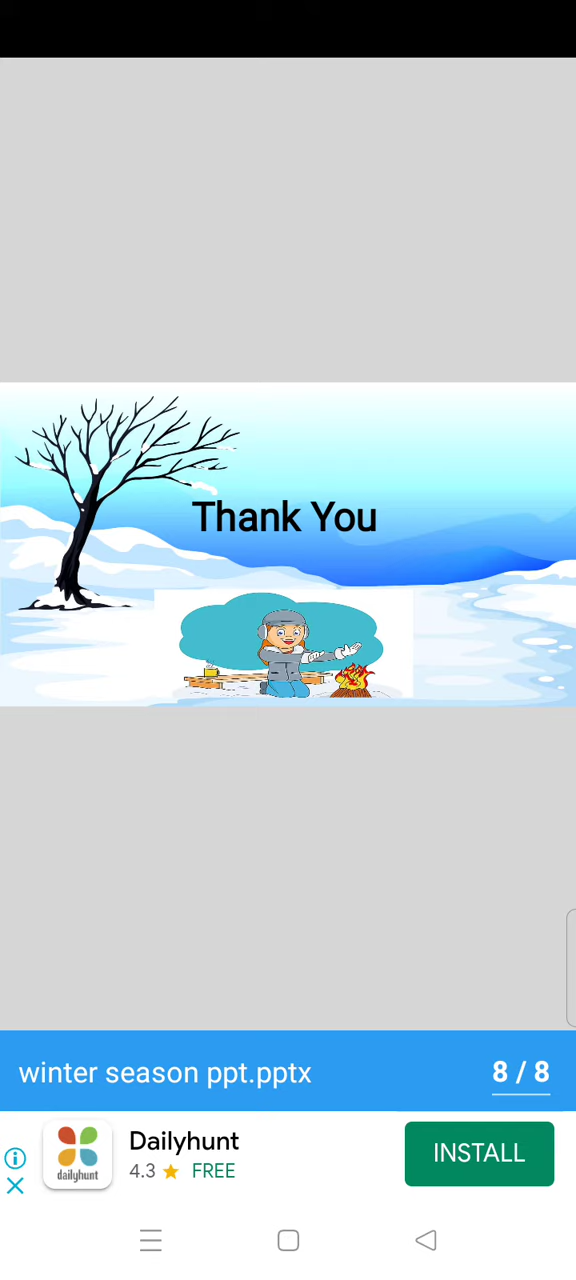 Thank You
winter season ppt.pptx
8 / 8
Dailyhunt
4.3 FREE
INSTALL
dailyhunt